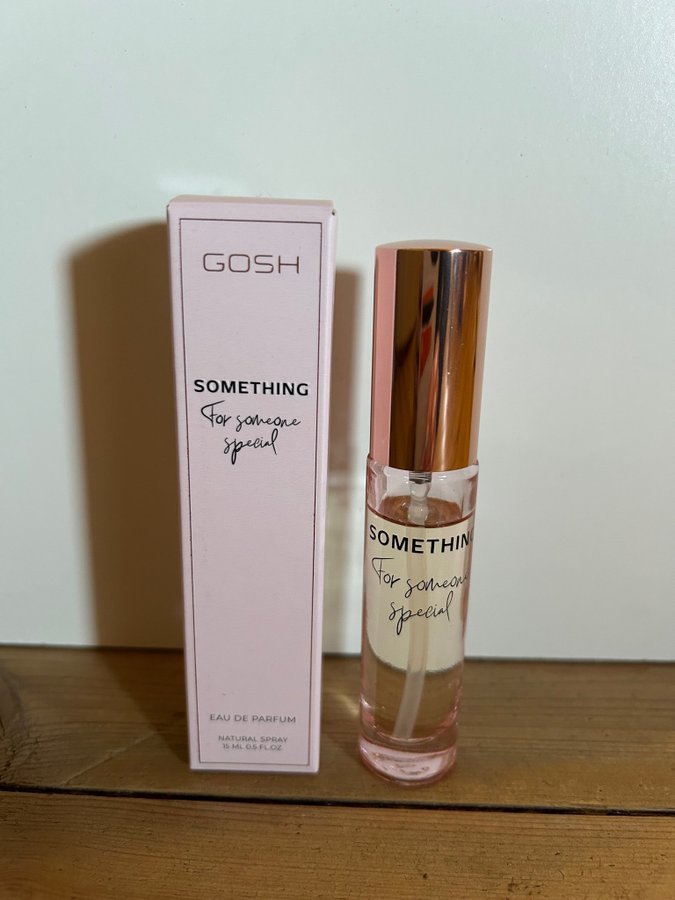 GOSH
SOMETHING
For someone
special
EAU DE PARFUM
NATURAL SPRAY
15 ML 0.5 FL.OZ
SOMETHING
For someone
special